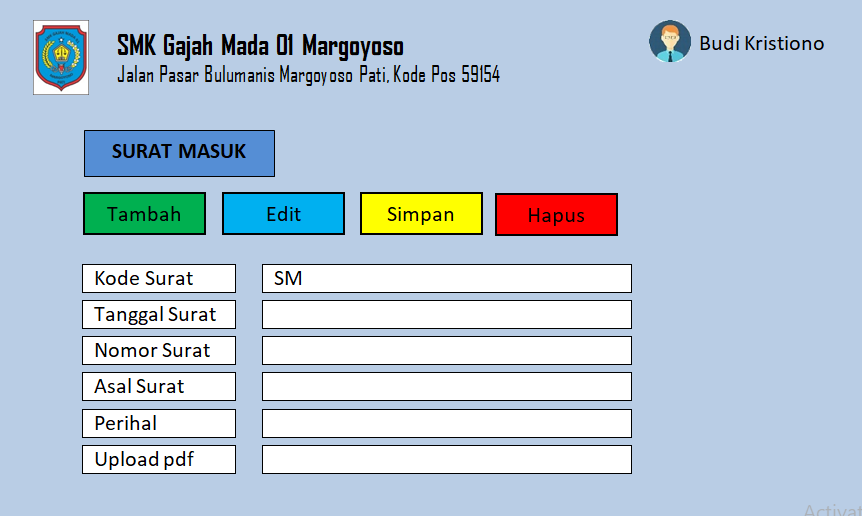 SMK Gajah Mada 01 Margoyoso
Jalan Pasar Bulumanis Margoyoso Pati, Kode Pos 59154
Budi Kristiono
SURAT MASUK
Tambah
Edit
Simpan
Hapus
Kode Surat
SM
Tanggal Surat
Nomor Surat
Asal Surat
Perihal
Upload pdf